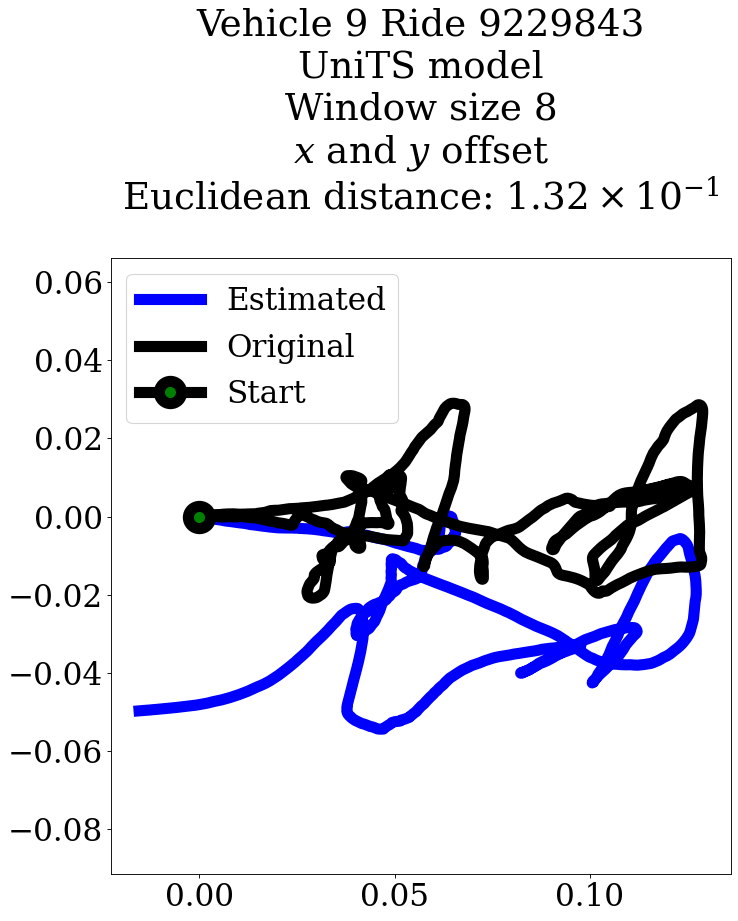 Vehicle 9 Ride 9229843
UniTS model
Window size 8
x and y offset
Euclidean distance: 1.32 × 10⁻¹
0.06
Estimated
0.04
Original
Start
0.02
0.00
−0.02
−0.04
−0.06
−0.08
0.00 0.05 0.10